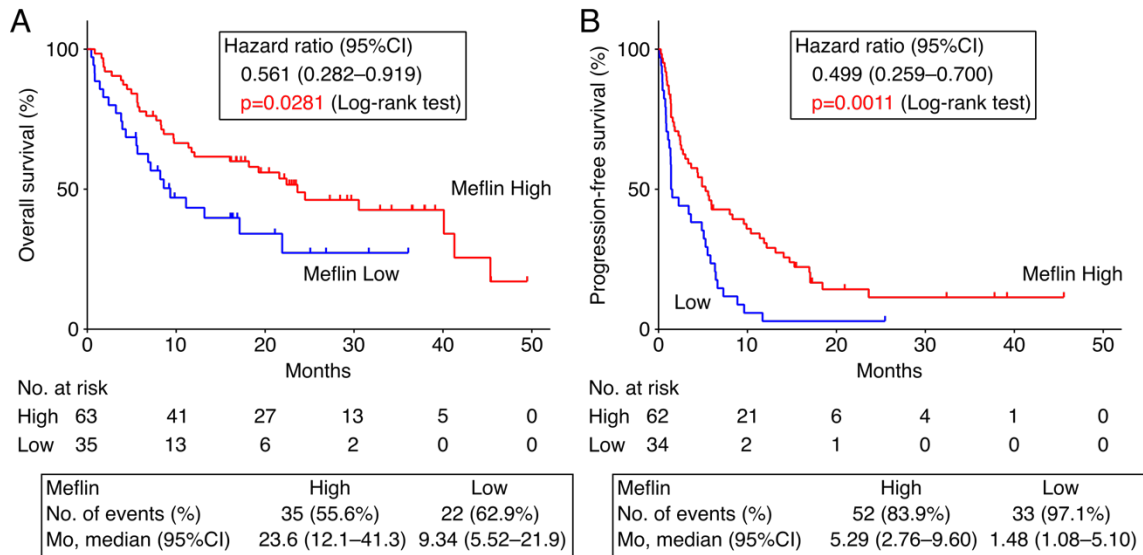 A
Overall survival (%)
100
50
0
Hazard ratio (95%CI)
0.561 (0.282–0.919)
p=0.0281 (Log-rank test)
Meflin High
Meflin Low
0 10 20 30 40 50
Months
No. at risk
High 63 41 27 13 5 0
Low 35 13 6 2 0 0
Meflin High Low
No. of events (%) 35 (55.6%) 22 (62.9%)
Mo, median (95%CI) 23.6 (12.1–41.3) 9.34 (5.52–21.9)
B
Progression-free survival (%)
100
50
0
Hazard ratio (95%CI)
0.499 (0.259–0.700)
p=0.0011 (Log-rank test)
Meflin High
Low
0 10 20 30 40 50
Months
No. at risk
High 62 21 6 4 1 0
Low 34 2 1 0 0 0
Meflin High Low
No. of events (%) 52 (83.9%) 33 (97.1%)
Mo, median (95%CI) 5.29 (2.76–9.60) 1.48 (1.08–5.10)